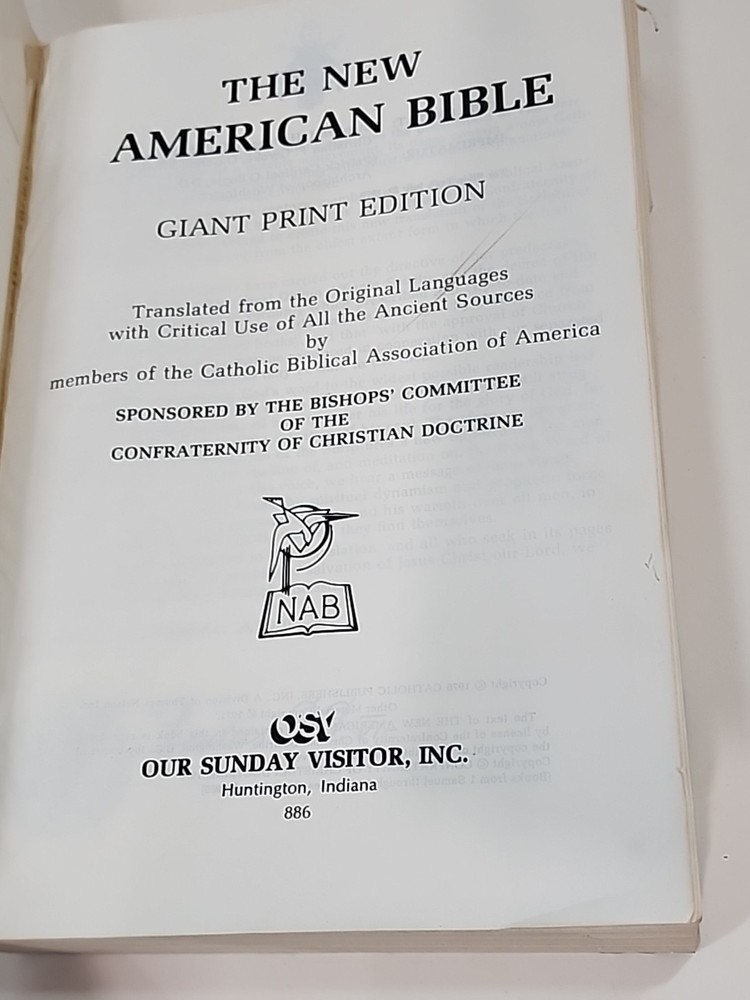 THE NEW
AMERICAN BIBLE
GIANT PRINT EDITION
Translated from the Original Languages
with Critical Use of All the Ancient Sources
by
members of the Catholic Biblical Association of America
SPONSORED BY THE BISHOPS' COMMITTEE
OF THE
CONFRATERNITY OF CHRISTIAN DOCTRINE
NAB
OSV
OUR SUNDAY VISITOR, INC.
Huntington, Indiana
886